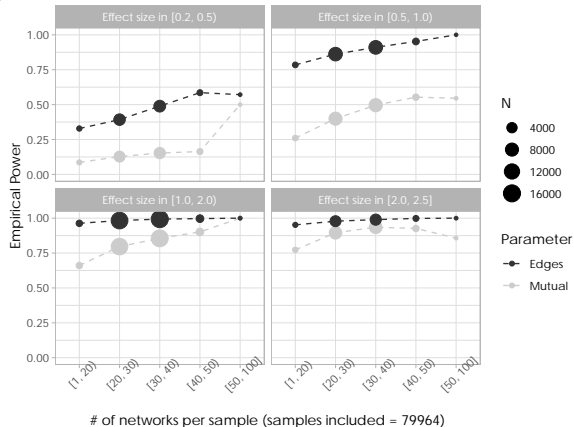 Effect size in [0.2, 0.5)
Effect size in [0.5, 1.0)
1.00
0.75
0.50
0.25
0.00
Effect size in [1.0, 2.0)
Effect size in [2.0, 2.5]
1.00
0.75
0.50
0.25
0.00
Empirical Power
[1, 20)
[20, 30)
[30, 40)
[40, 50)
[50, 100]
[1, 20)
[20, 30)
[30, 40)
[40, 50)
[50, 100]
# of networks per sample (samples included = 79964)
N
4000
8000
12000
16000
Parameter
Edges
Mutual